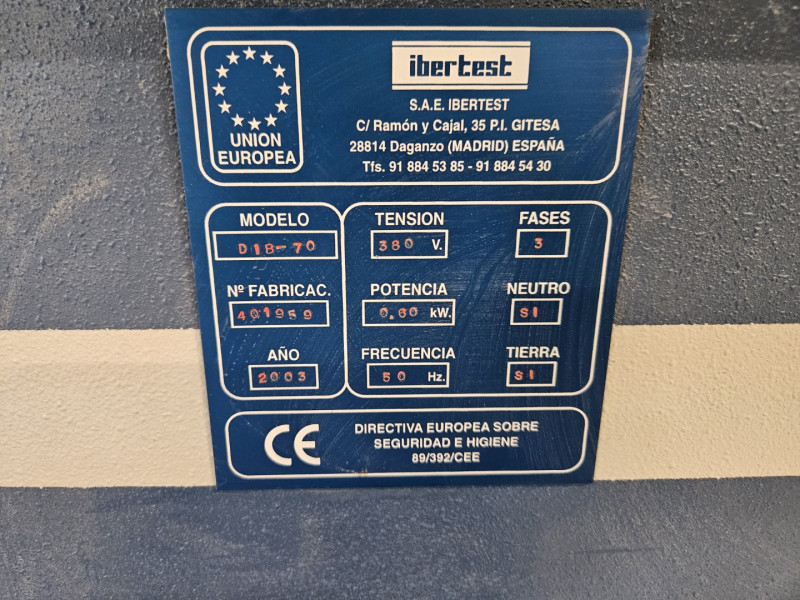 UNION
EUROPEA
ibertest
S.A.E. IBERTEST
C/ Ramón y Cajal, 35 P.I. GITESA
28814 Daganzo (MADRID) ESPAÑA
Tfs. 91 884 53 85 - 91 884 54 30
MODELO
D18-70
Nº FABRICAC.
401959
AÑO
2003
TENSION
380 V.
FASES
3
POTENCIA
0,60 kW.
NEUTRO
SI
FRECUENCIA
50 Hz.
TIERRA
SI
CE
DIRECTIVA EUROPEA SOBRE
SEGURIDAD E HIGIENE
89/392/CEE